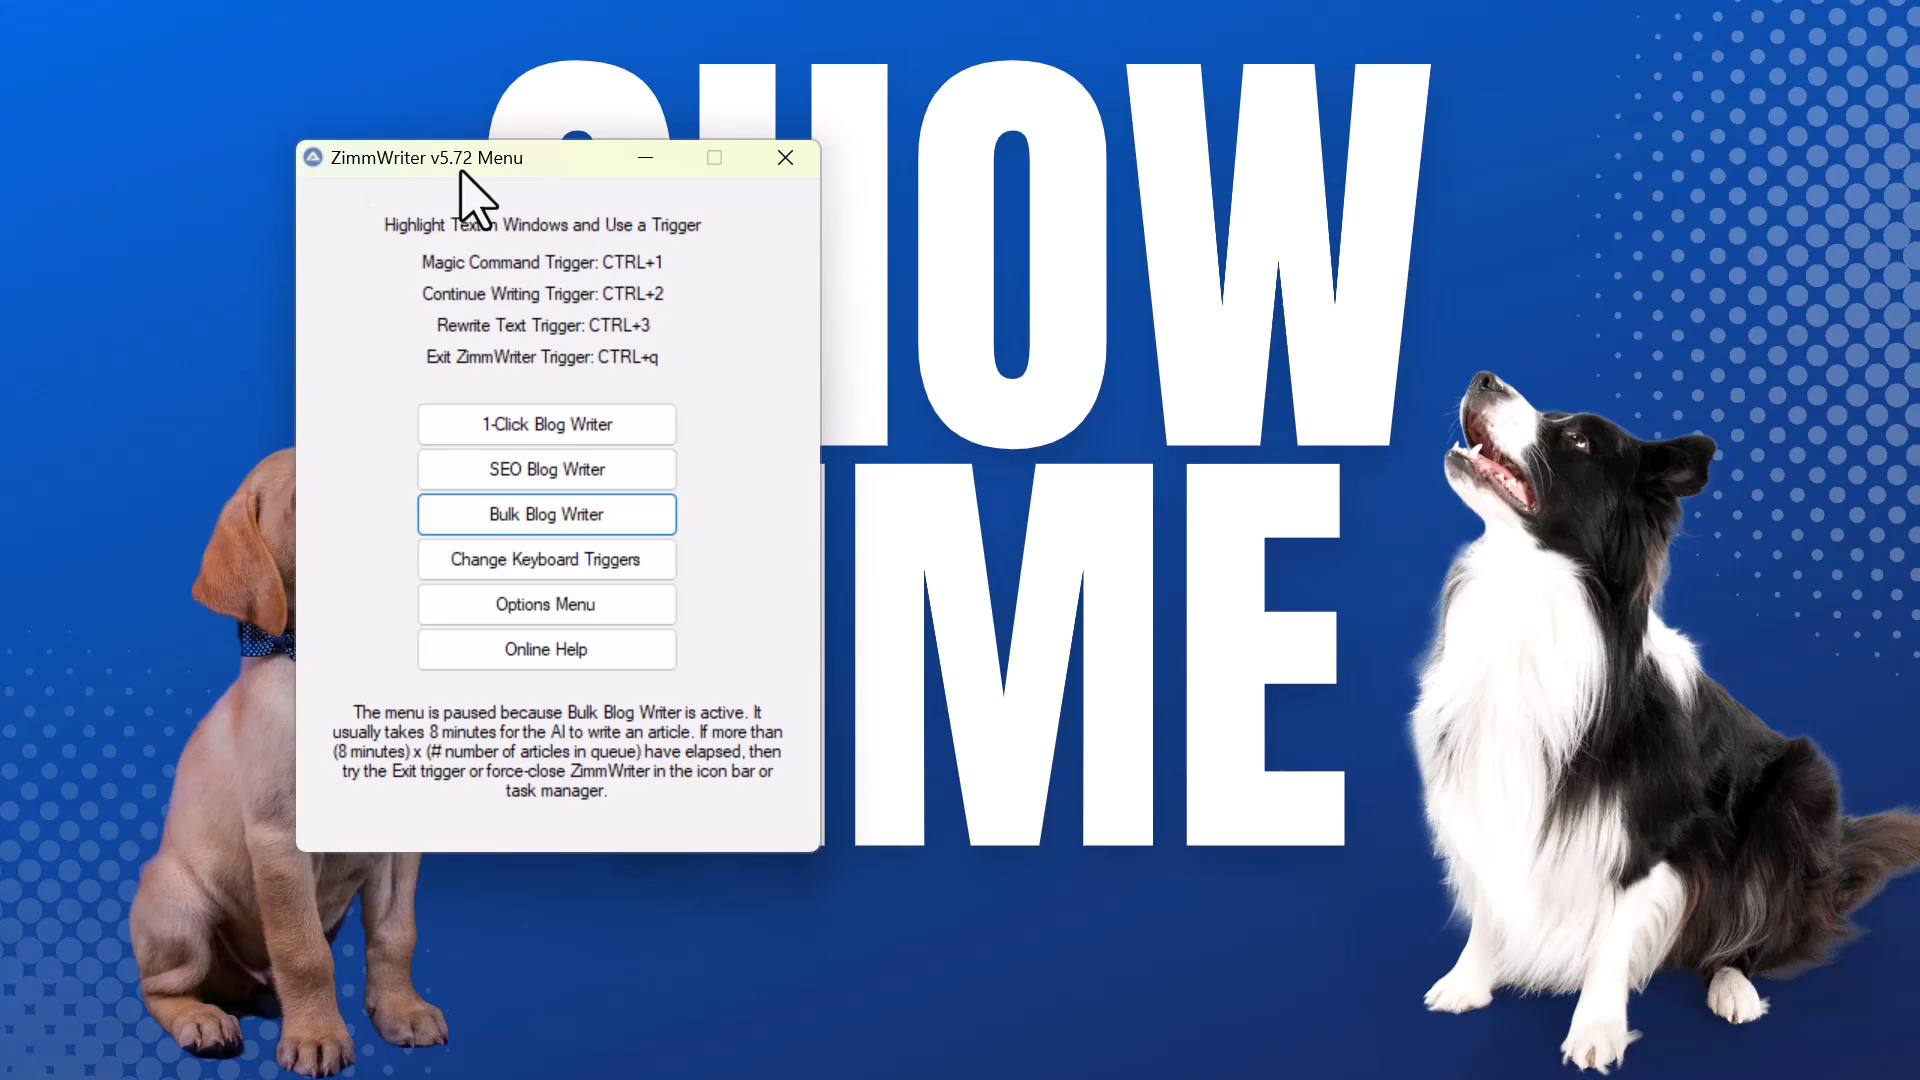 SHOW
ME
ZimmWriter v5.72 Menu
Highlight Text in Windows and Use a Trigger
Magic Command Trigger: CTRL+1
Continue Writing Trigger: CTRL+2
Rewrite Text Trigger: CTRL+3
Exit ZimmWriter Trigger: CTRL+q
1-Click Blog Writer
SEO Blog Writer
Bulk Blog Writer
Change Keyboard Triggers
Options Menu
Online Help
The menu is paused because Bulk Blog Writer is active. It
usually takes 8 minutes for the AI to write an article. If more than
(8 minutes) x (# number of articles in queue) have elapsed, then
try the Exit trigger or force-close ZimmWriter in the icon bar or
task manager.